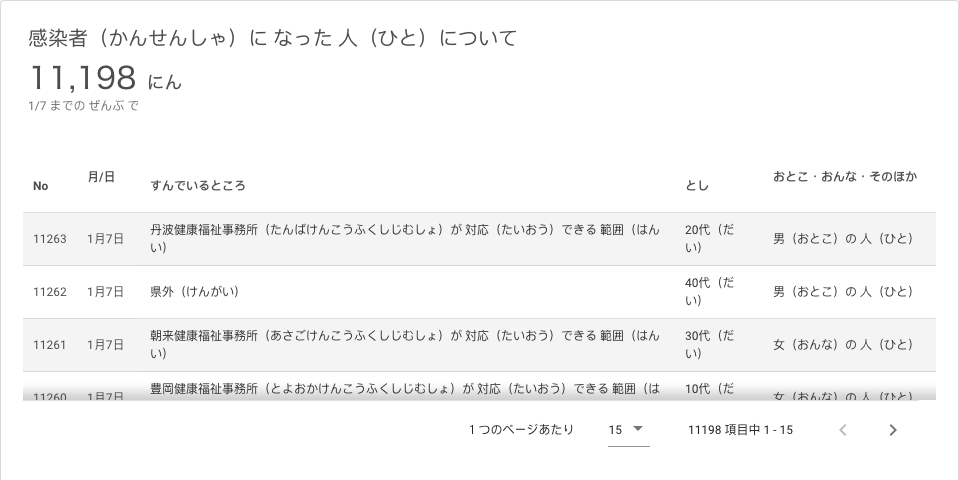 感染者（かんせんしゃ）に なった 人（ひと）について
11,198 にん
1/7 までの ぜんぶ で
No 月/日 すんでいるところ とし おとこ・おんな・そのほか
11263 1月7日 丹波健康福祉事務所（たんばけんこうふくしじむしょ）が 対応（たいおう）できる 範囲（はん
い） 20代（だ
い） 男（おとこ）の 人（ひと）
11262 1月7日 県外（けんがい） 40代（だ
い） 男（おとこ）の 人（ひと）
11261 1月7日 朝来健康福祉事務所（あさごけんこうふくしじむしょ）が 対応（たいおう）できる 範囲（はん
い） 30代（だ
い） 女（おんな）の 人（ひと）
11260 1月7日 豊岡健康福祉事務所（とよおかけんこうふくしじむしょ）が 対応（たいおう）できる 範囲（は 10代（だ 女（おんな）の 人（ひと）
1 つのページあたり 15 11198 項目中 1 - 15